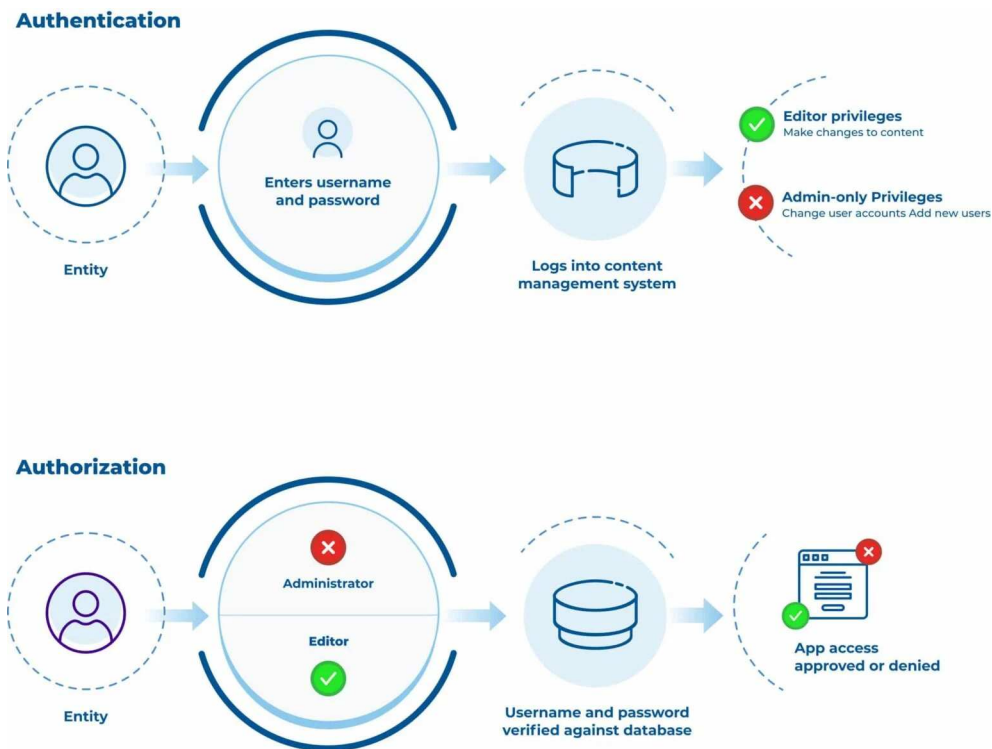 Authentication
Enters username
and password
Entity
Logs into content
management system
Editor privileges
Make changes to content
Admin-only Privileges
Change user accounts Add new users
Authorization
Administrator
Editor
Entity
Username and password
verified against database
App access
approved or denied